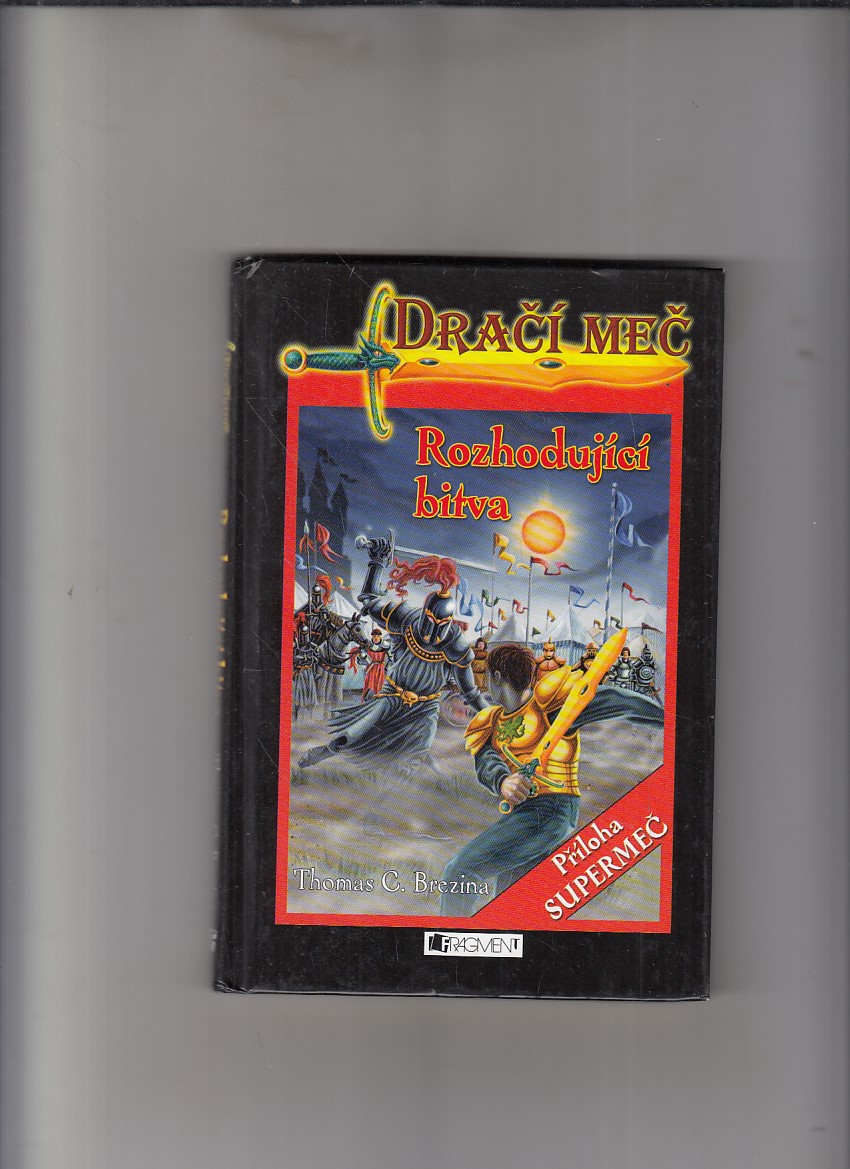 DRAČÍ MEČ
Rozhodující
bitva
Příloha
SUPERMEČ
Thomas C. Brezina
FRAGMENT